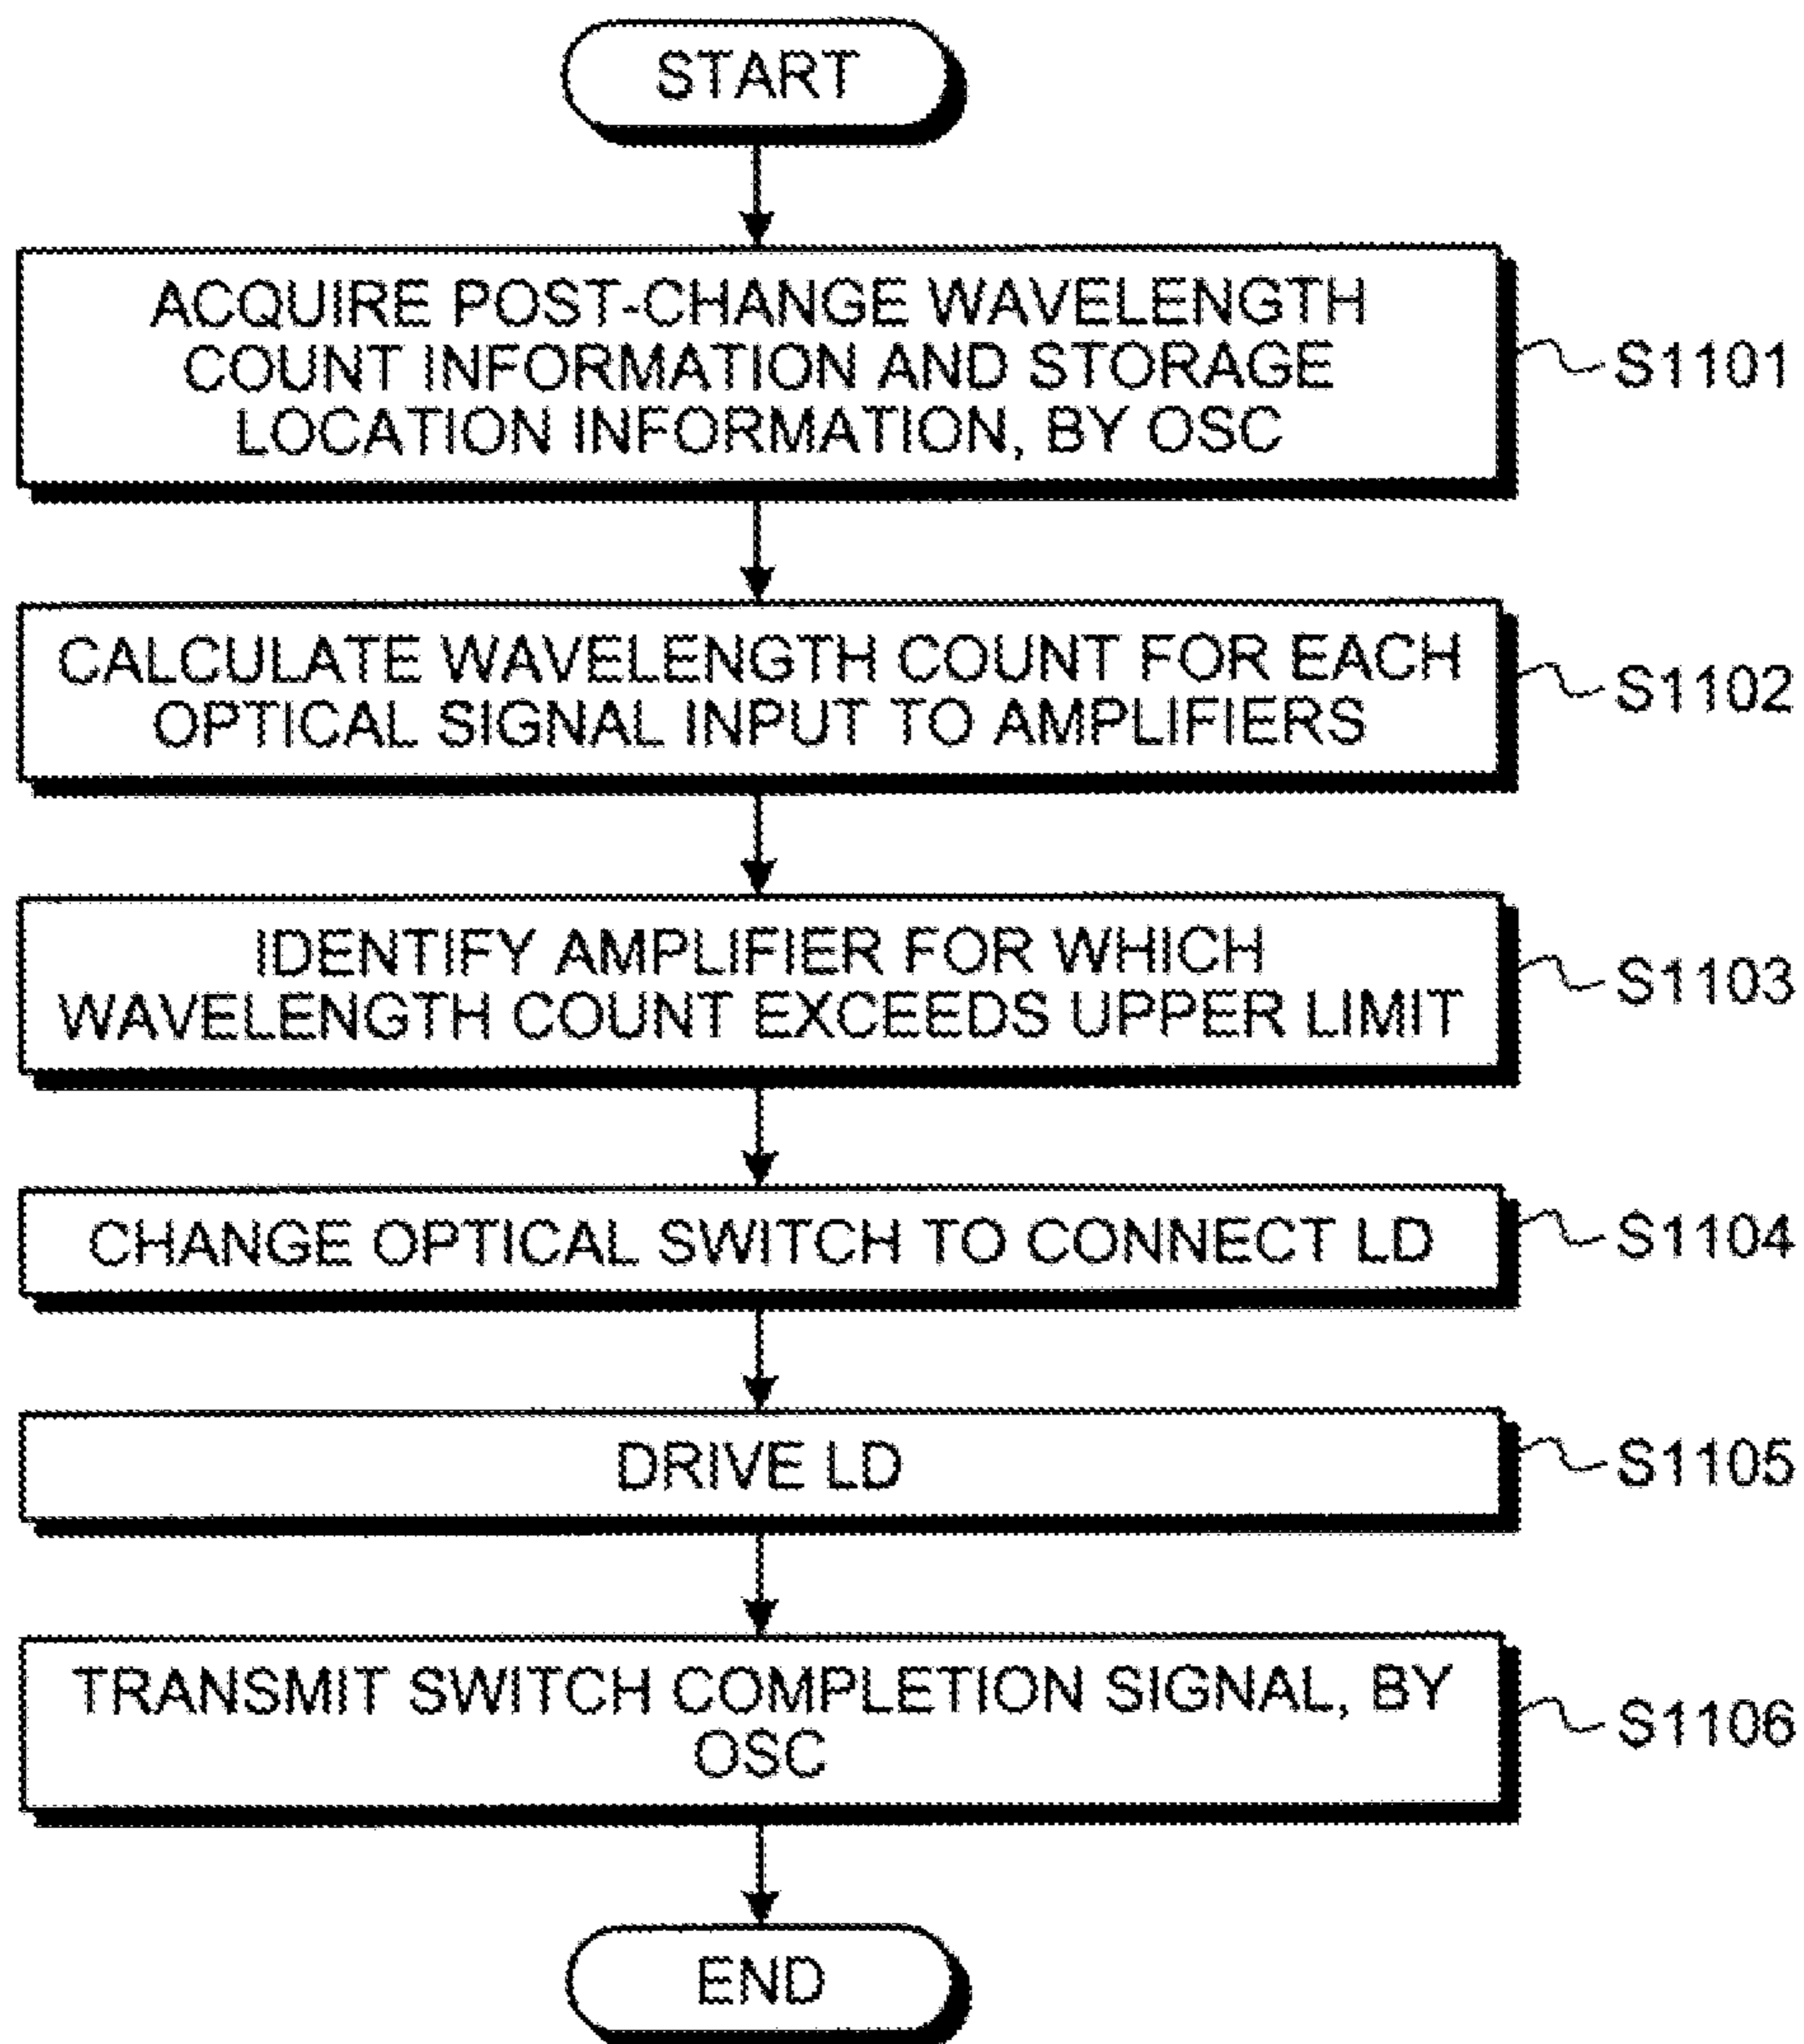 START
ACQUIRE POST-CHANGE WAVELENGTH
COUNT INFORMATION AND STORAGE
LOCATION INFORMATION, BY OSC
S1101
CALCULATE WAVELENGTH COUNT FOR EACH
OPTICAL SIGNAL INPUT TO AMPLIFIERS
S1102
IDENTIFY AMPLIFIER FOR WHICH
WAVELENGTH COUNT EXCEEDS UPPER LIMIT
S1103
CHANGE OPTICAL SWITCH TO CONNECT LD
S1104
DRIVE LD
S1105
TRANSMIT SWITCH COMPLETION SIGNAL, BY
OSC
S1106
END